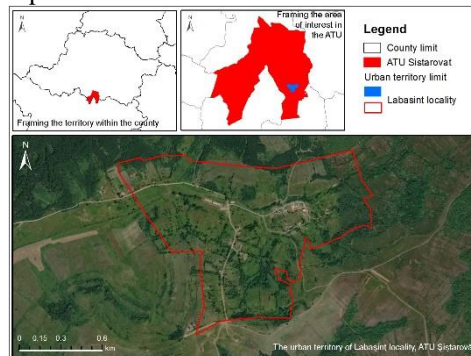 N
Framing the territory within the county
N
Framing the area
of interest in
the ATU
Legend
County limit
ATU Sistarovat
Urban territory limit
Labasint locality
N
0 0.15 0.3 0.6
km
The urban territory of Labaşint locality, ATU Şiştarovăt